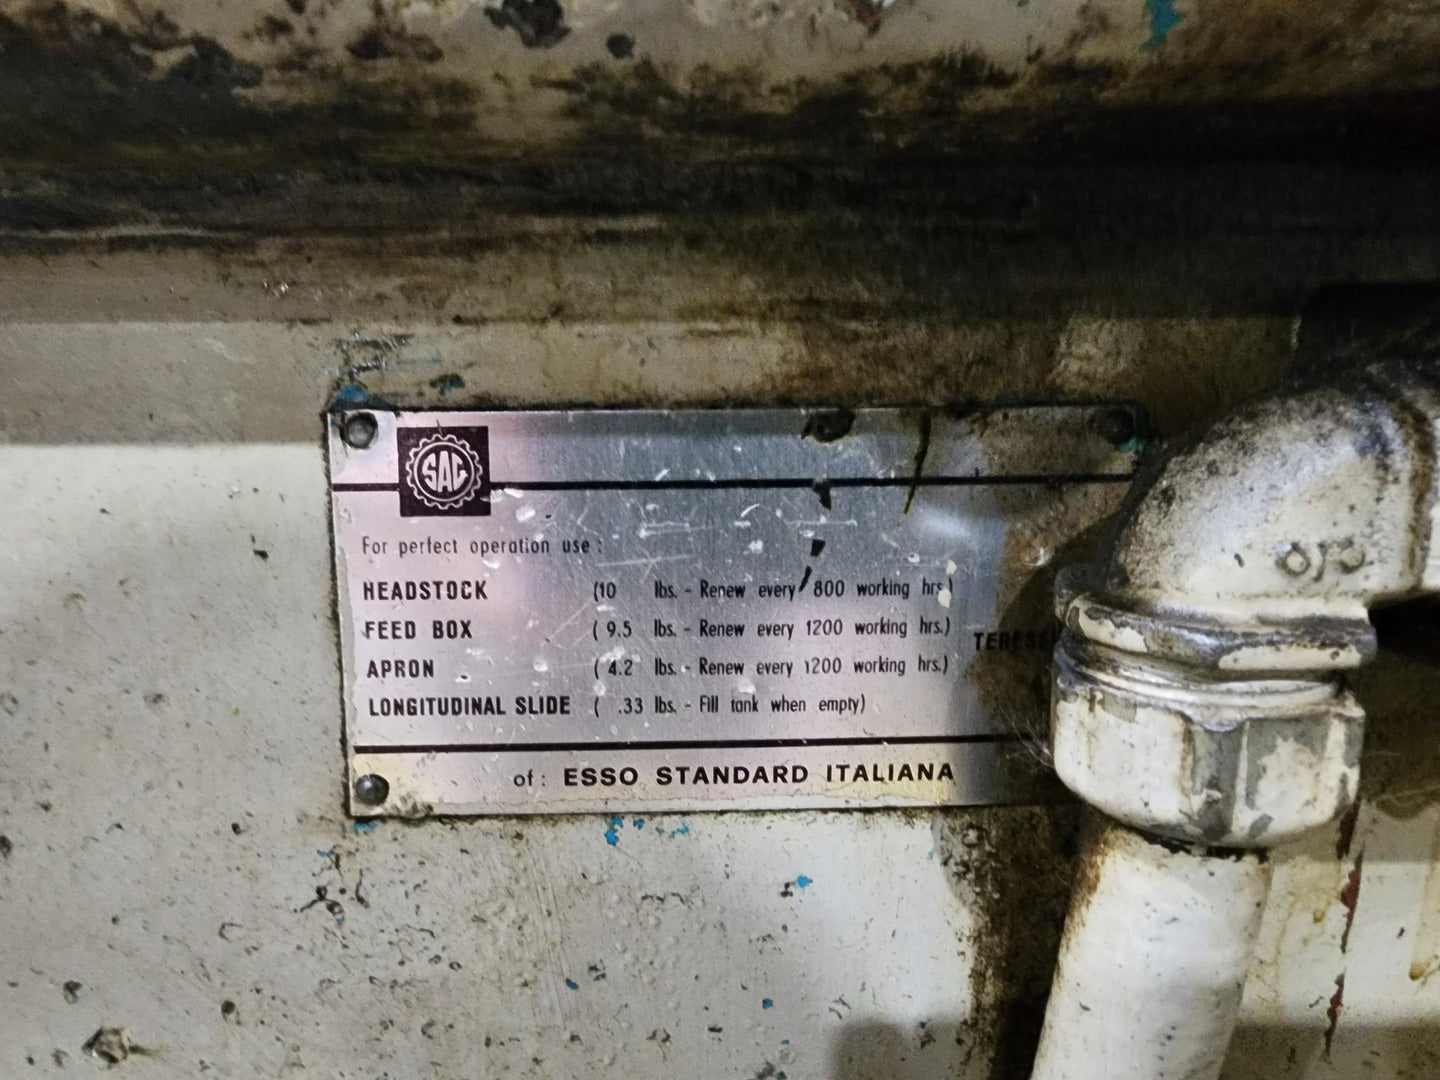 SAG
For perfect operation use :
HEADSTOCK (10 lbs. - Renew every 800 working hrs.)
FEED BOX ( 9.5 lbs. - Renew every 1200 working hrs.)
APRON ( 4.2 lbs. - Renew every 1200 working hrs.)
LONGITUDINAL SLIDE ( .33 lbs. - Fill tank when empty)
of : ESSO STANDARD ITALIANA